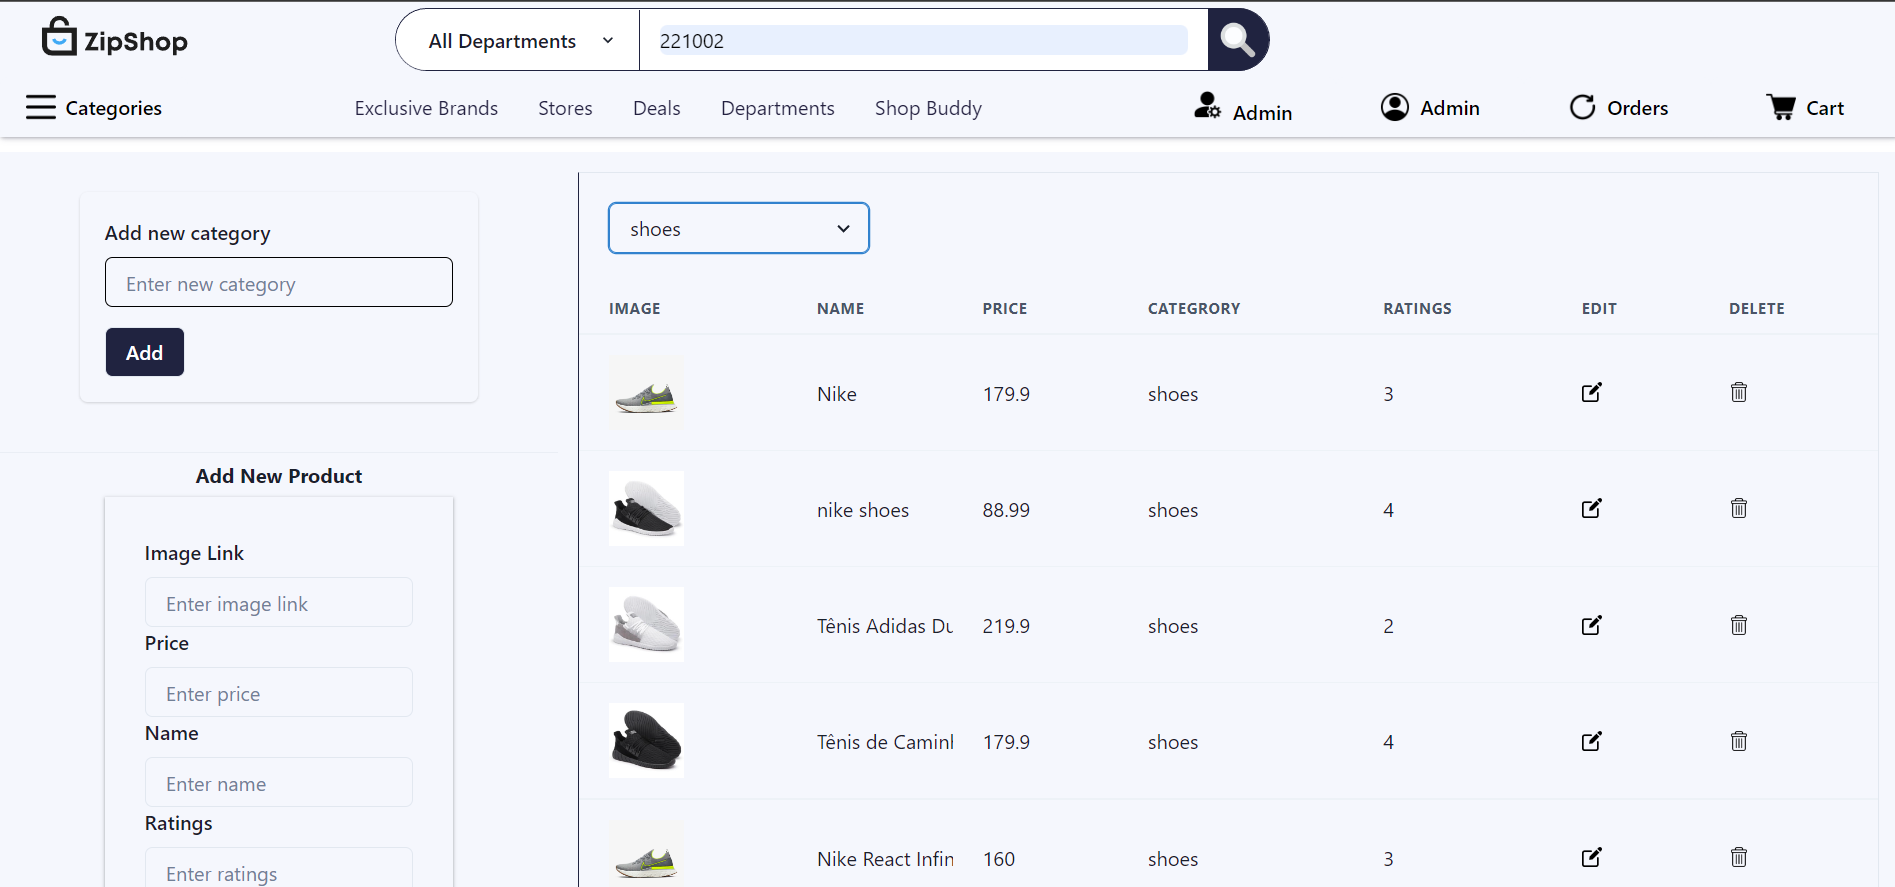 ZipShop
All Departments
221002
Categories
Exclusive Brands
Stores
Deals
Departments
Shop Buddy
Admin
Admin
Orders
Cart
Add new category
Enter new category
Add
Add New Product
Image Link
Enter image link
Price
Enter price
Name
Enter name
Ratings
Enter ratings
shoes
IMAGE NAME PRICE CATEGRORY RATINGS EDIT DELETE
Nike 179.9 shoes 3
nike shoes 88.99 shoes 4
Tênis Adidas Du 219.9 shoes 2
Tênis de Camin 179.9 shoes 4
Nike React Infin 160 shoes 3